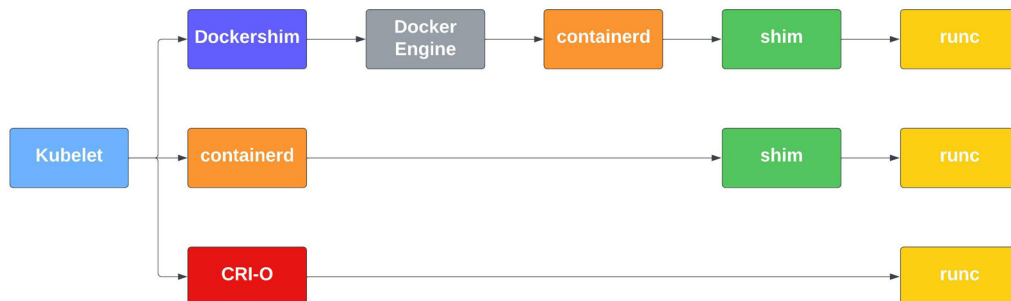 Dockershim
Docker
Engine
containerd
shim
runc
Kubelet
containerd
shim
runc
CRI-O
runc